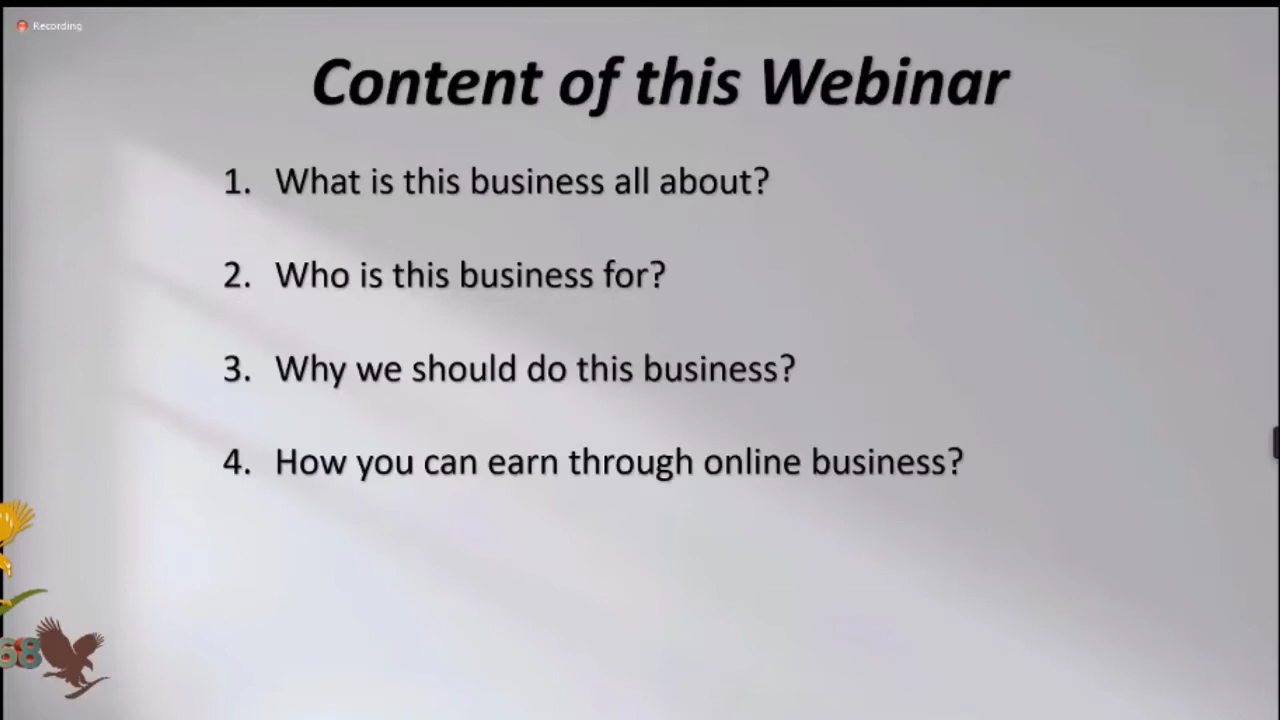 Recording
Content of this Webinar
1. What is this business all about?
2. Who is this business for?
3. Why we should do this business?
4. How you can earn through online business?
68